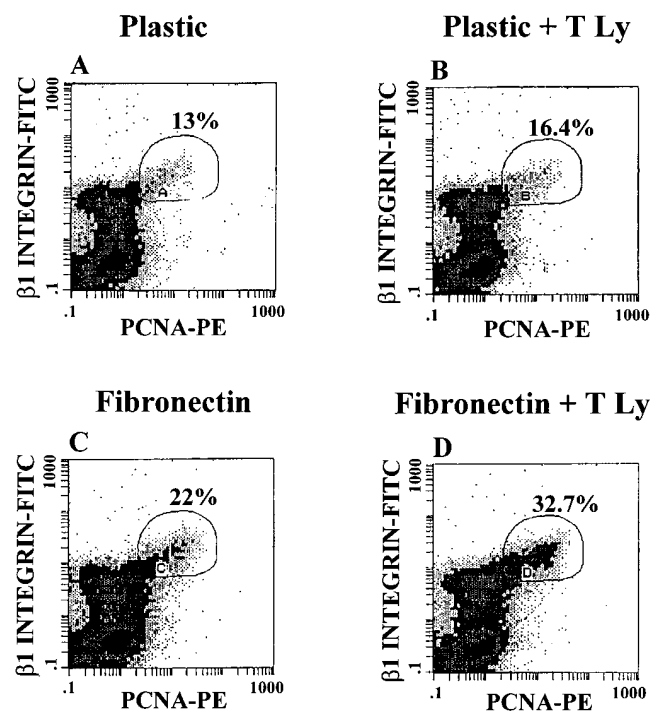 Plastic
Plastic + T Ly
A
B
1000
1000
13%
16.4%
A
B
β1 INTEGRIN-FITC
β1 INTEGRIN-FITC
.1
.1
.1
1000
.1
1000
PCNA-PE
PCNA-PE
Fibronectin
Fibronectin + T Ly
C
D
1000
1000
22%
32.7%
C
D
β1 INTEGRIN-FITC
β1 INTEGRIN-FITC
.1
.1
.1
1000
.1
1000
PCNA-PE
PCNA-PE